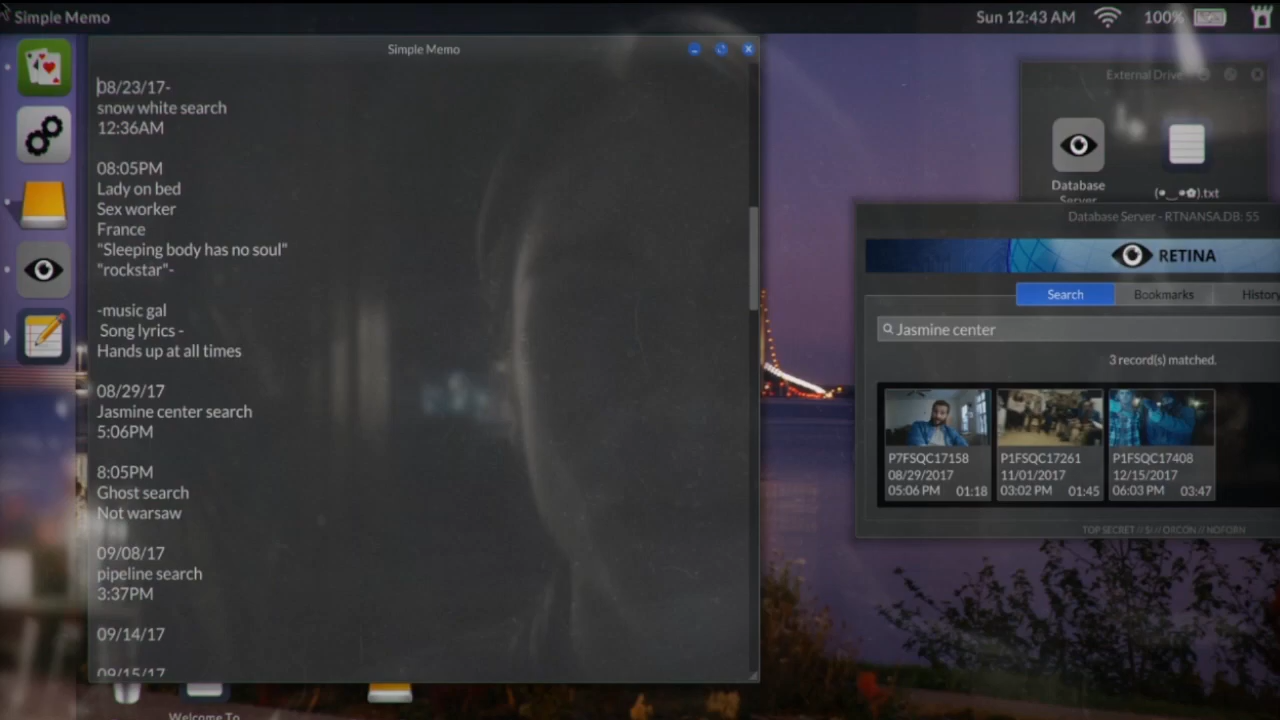 Simple Memo
Sun 12:43 AM
100%
Simple Memo
08/23/17-
snow white search
12:36AM
08:05PM
Lady on bed
Sex worker
France
"Sleeping body has no soul"
"rockstar"-
-music gal
Song lyrics -
Hands up at all times
08/29/17
Jasmine center search
5:06PM
8:05PM
Ghost search
Not warsaw
09/08/17
pipeline search
3:37PM
09/14/17
09/15/17
External Drive
Database
Server
(●‿●✿).txt
Database Server - RTNANSA.DB: 55
RETINA
Search
Bookmarks
History
Jasmine center
3 record(s) matched.
P7FSQC17158
08/29/2017
05:06 PM 01:18
P1FSQC17261
11/01/2017
03:02 PM 01:45
P1FSQC17408
12/15/2017
06:03 PM 03:47
TOP SECRET // SI // ORCON // NOFORN
Welcome To